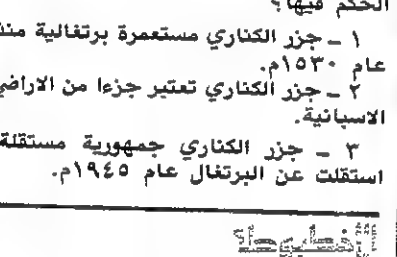 الحكم فيها؟
١ ـ جزر الكناري مستعمرة برتغالية منذ
عام ١٥٣٠م.
٢ ـ جزر الكناري تعتبر جزءا من الاراضي
الاسبانية.
٣ ـ جزر الكناري جمهورية مستقلة
استقلت عن البرتغال عام ١٩٤٥م.